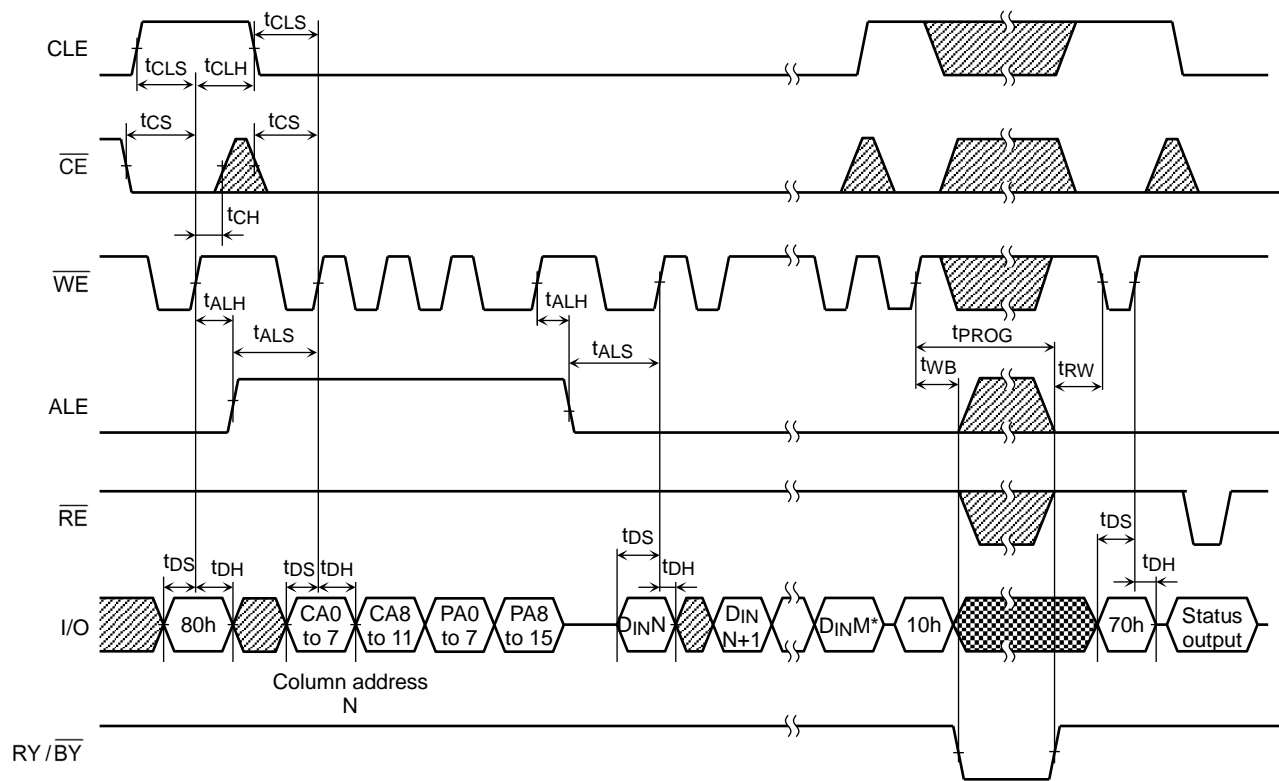 tCLS
CLE
tCLS tCLH
tCS tCS
CE
tCH
WE
tALH tALH
tALS tALS
tPROG
tWB tRW
ALE
RE
tDS tDH tDS tDH tDS tDH tDS tDH
I/O 80h CA0 to 7 CA8 to 11 PA0 to 7 PA8 to 15 DINN DIN N+1 DINM* 10h 70h Status output
Column address
N
RY/BY